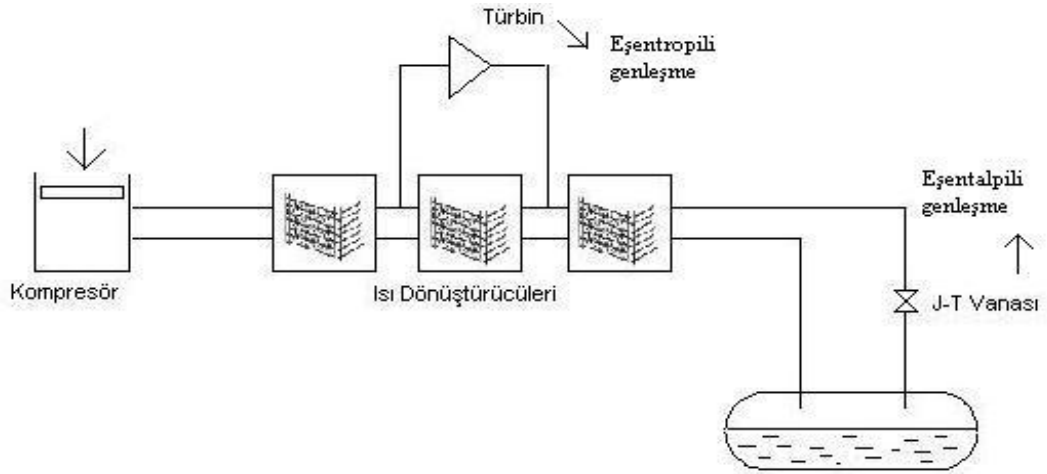 Türbin
Eşentropili
genleşme
Eşentalpili
genleşme
Kompresör
Isı Dönüştürücüleri
J-T Vanası